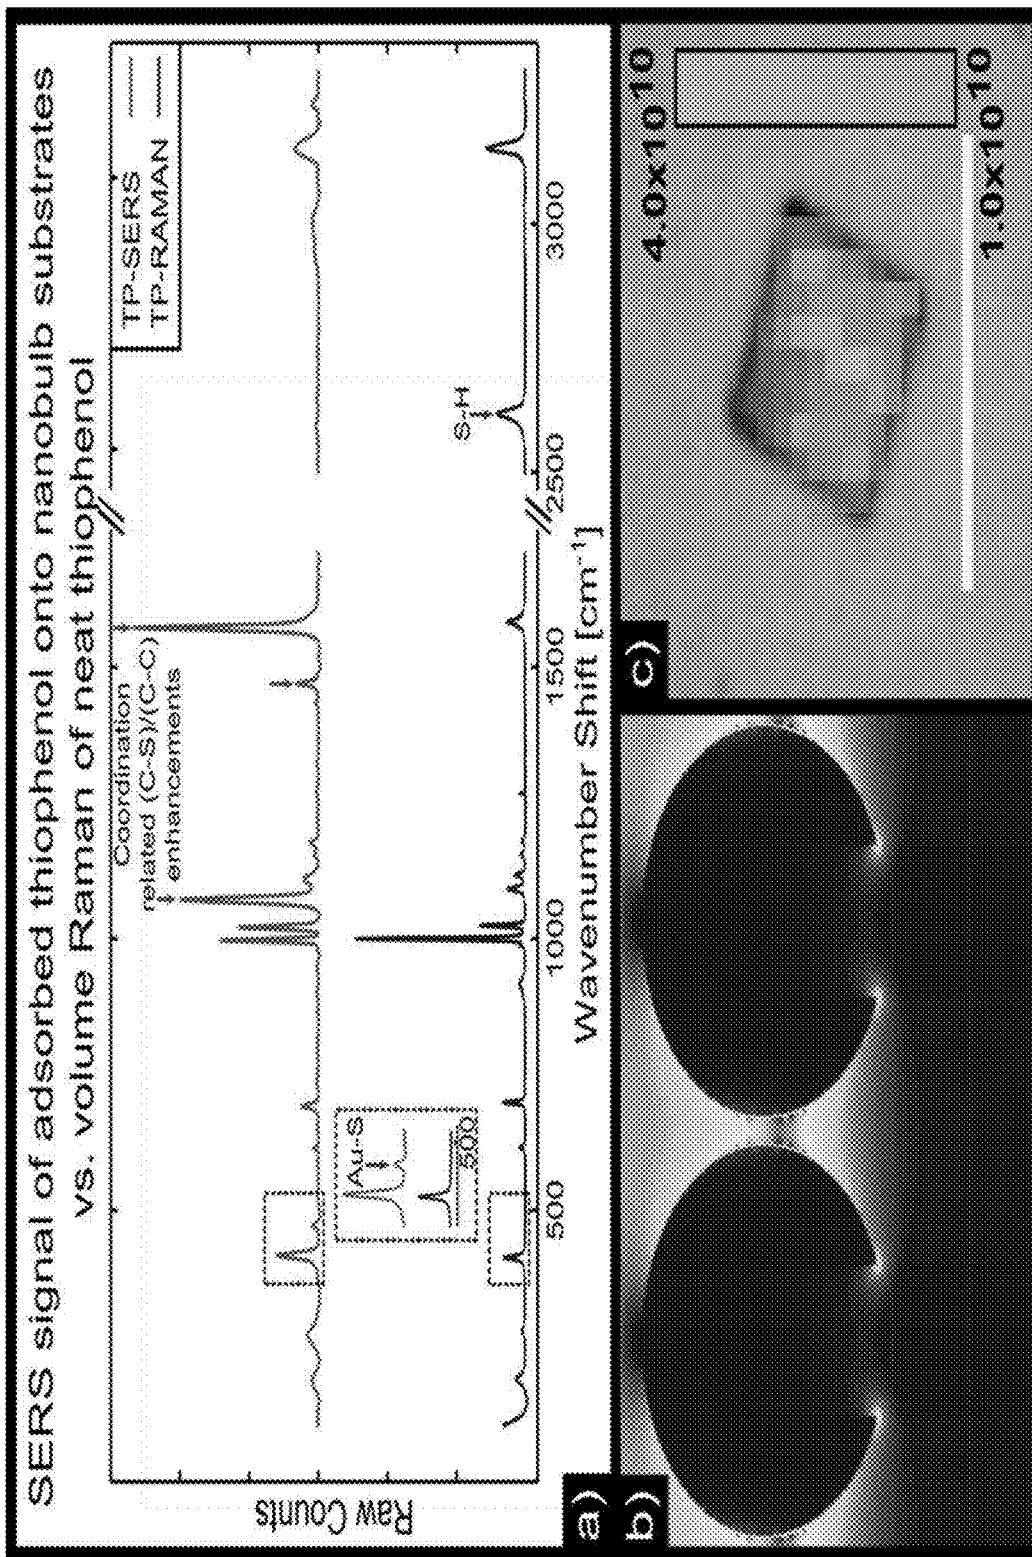 SERS signal of adsorbed thiophenol onto nanobulb substrates
vs. volume Raman of neat thiophenol
TP-SERS
TP-RAMAN
Coordination
related (C-S)/(C-C)
enhancements
Au-S
500
S-H
Raw Counts
500
1000
1500
2500
3000
Wavenumber Shift [cm⁻¹]
a)
b)
c)
4.0x10¹⁰
1.0x10¹⁰